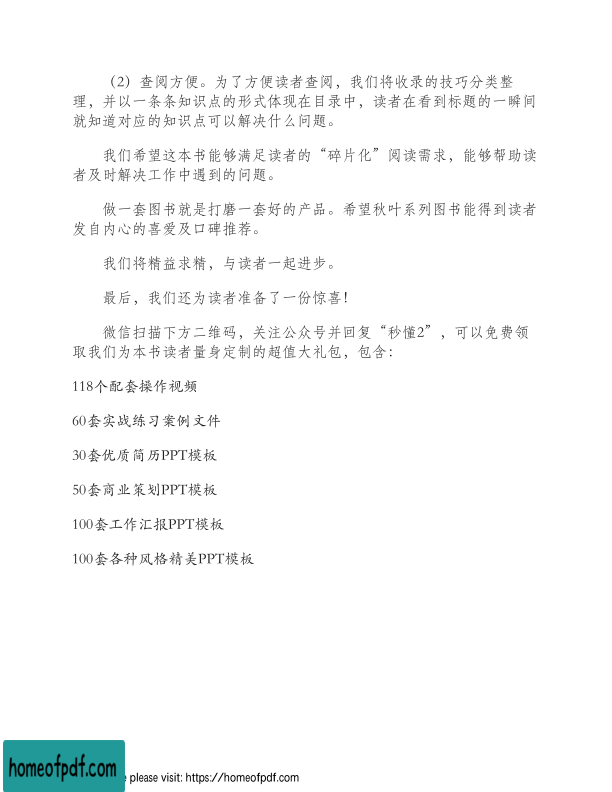 （2）查阅方便。为了方便读者查阅，我们将收录的技巧分类整
理，并以一条条知识点的形式体现在目录中，读者在看到标题的一瞬间
就知道对应的知识点可以解决什么问题。
我们希望这本书能够满足读者的“碎片化”阅读需求，能够帮助读
者及时解决工作中遇到的问题。
做一套图书就是打磨一套好的产品。希望秋叶系列图书能得到读者
发自内心的喜爱及口碑推荐。
我们将精益求精，与读者一起进步。
最后，我们还为读者准备了一份惊喜！
微信扫描下方二维码，关注公众号并回复“秒懂2”，可以免费领
取我们为本书读者量身定制的超值大礼包，包含：
118个配套操作视频
60套实战练习案例文件
30套优质简历PPT模板
50套商业策划PPT模板
100套工作汇报PPT模板
100套各种风格精美PPT模板
homeofpdf.com
please visit: https://homeofpdf.com